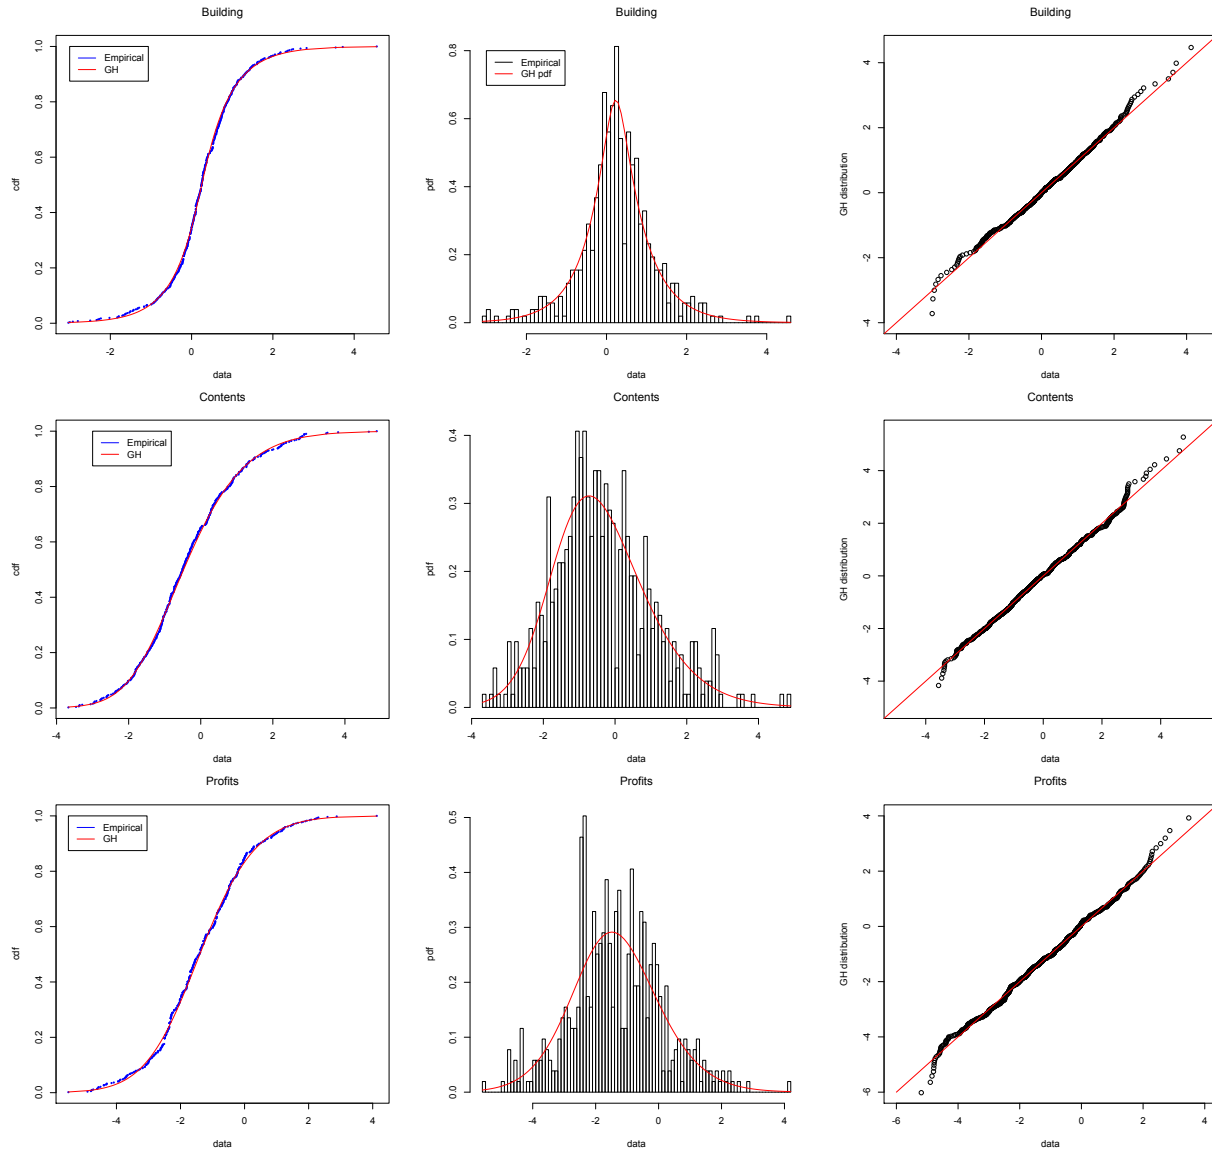 Building
Empirical
GH
cdf
0.0 0.2 0.4 0.6 0.8 1.0
-2 0 2 4
data
Building
Empirical
GH pdf
pdf
0.0 0.2 0.4 0.6 0.8
-2 0 2 4
data
Building
GH distribution
-4 -2 0 2 4
-4 -2 0 2 4
data
Contents
Empirical
GH
cdf
0.0 0.2 0.4 0.6 0.8 1.0
-4 -2 0 2 4
data
Contents
pdf
0.0 0.1 0.2 0.3 0.4
-4 -2 0 2 4
data
Contents
GH distribution
-4 -2 0 2 4
-4 -2 0 2 4
data
Profits
Empirical
GH
cdf
0.0 0.2 0.4 0.6 0.8 1.0
-4 -2 0 2 4
data
Profits
pdf
0.0 0.1 0.2 0.3 0.4 0.5
-4 -2 0 2 4
data
Profits
GH distribution
-6 -4 -2 0 2 4
-6 -4 -2 0 2 4
data